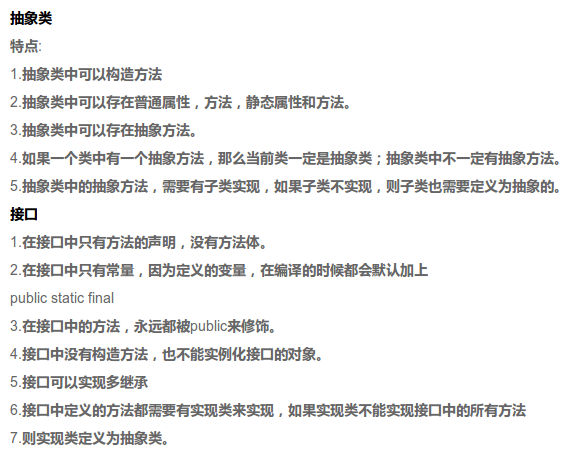 抽象类
特点:
1.抽象类中可以构造方法
2.抽象类中可以存在普通属性，方法，静态属性和方法。
3.抽象类中可以存在抽象方法。
4.如果一个类中有一个抽象方法，那么当前类一定是抽象类；抽象类中不一定有抽象方法。
5.抽象类中的抽象方法，需要有子类实现，如果子类不实现，则子类也需要定义为抽象的。
接口
1.在接口中只有方法的声明，没有方法体。
2.在接口中只有常量，因为定义的变量，在编译的时候都会默认加上
public static final
3.在接口中的方法，永远都被public来修饰。
4.接口中没有构造方法，也不能实例化接口的对象。
5.接口可以实现多继承
6.接口中定义的方法都需要有实现类来实现，如果实现类不能实现接口中的所有方法
7.则实现类定义为抽象类。